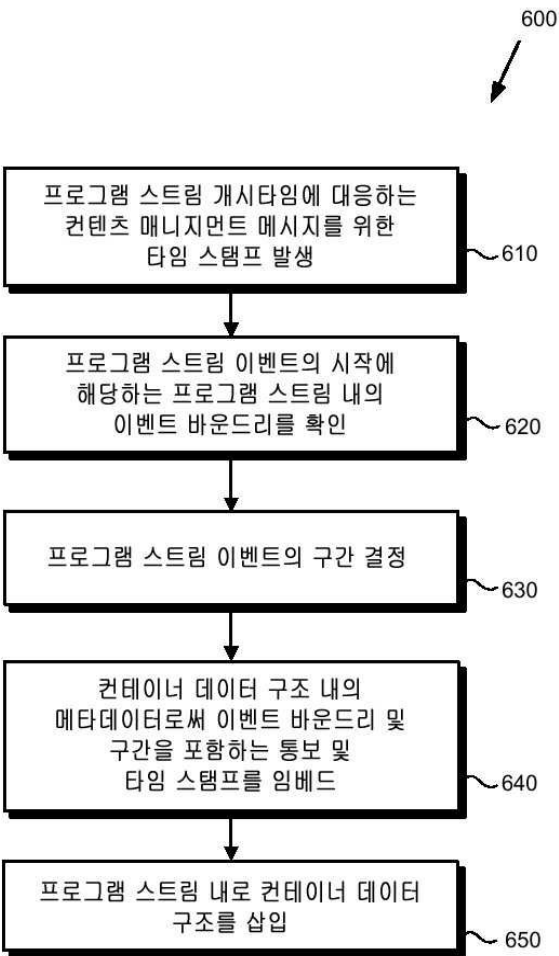 600
프로그램 스트림 개시타임에 대응하는
컨텐츠 매니지먼트 메시지를 위한
타임 스탬프 발생
610
프로그램 스트림 이벤트의 시작에
해당하는 프로그램 스트림 내의
이벤트 바운드리를 확인
620
프로그램 스트림 이벤트의 구간 결정
630
컨테이너 데이터 구조 내의
메타데이터로써 이벤트 바운드리 및
구간을 포함하는 통보 및
타임 스탬프를 임베드
640
프로그램 스트림 내로 컨테이너 데이터
구조를 삽입
650